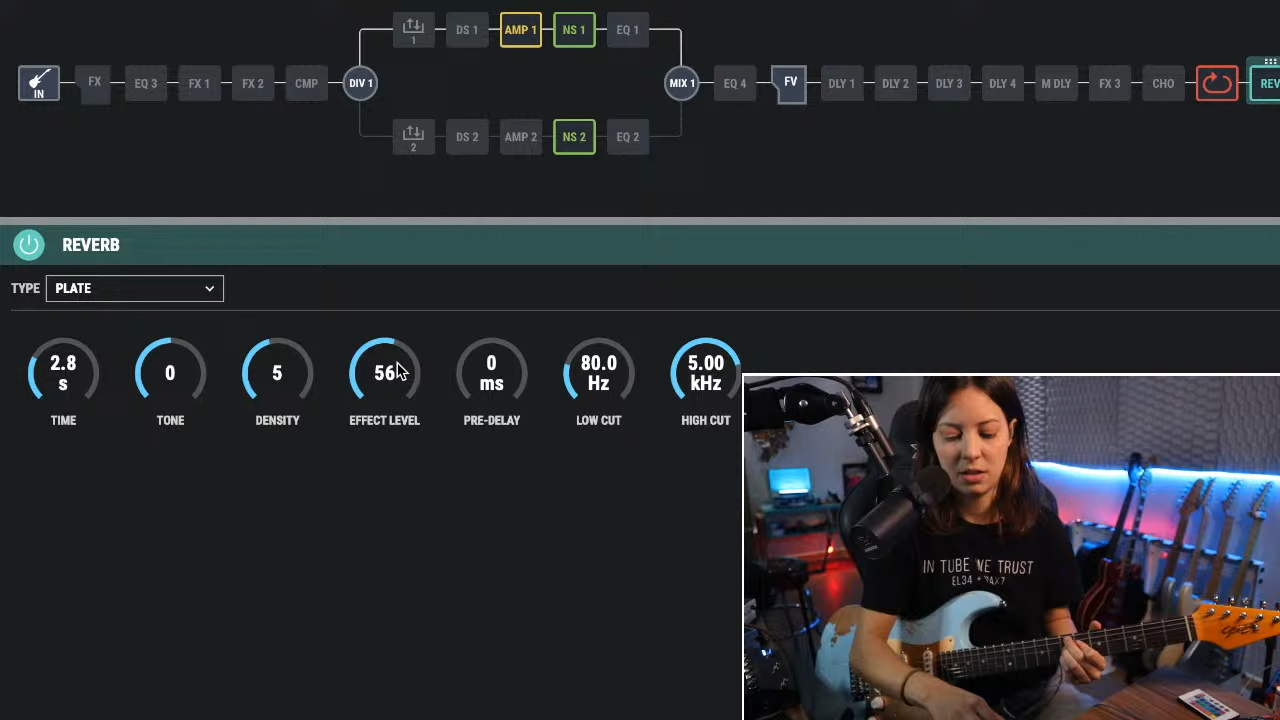 DS 1 AMP 1 NS 1 EQ 1
1
IN FX EQ 3 FX 1 FX 2 CMP DIV 1 MIX 1 EQ 4 FV DLY 1 DLY 2 DLY 3 DLY 4 M DLY FX 3 CHO REV
DS 2 AMP 2 NS 2 EQ 2
2
REVERB
TYPE PLATE
2.8 s 0 5 56 0 ms 80.0 Hz 5.00 kHz
TIME TONE DENSITY EFFECT LEVEL PRE-DELAY LOW CUT HIGH CUT
IN TUBE WE TRUST